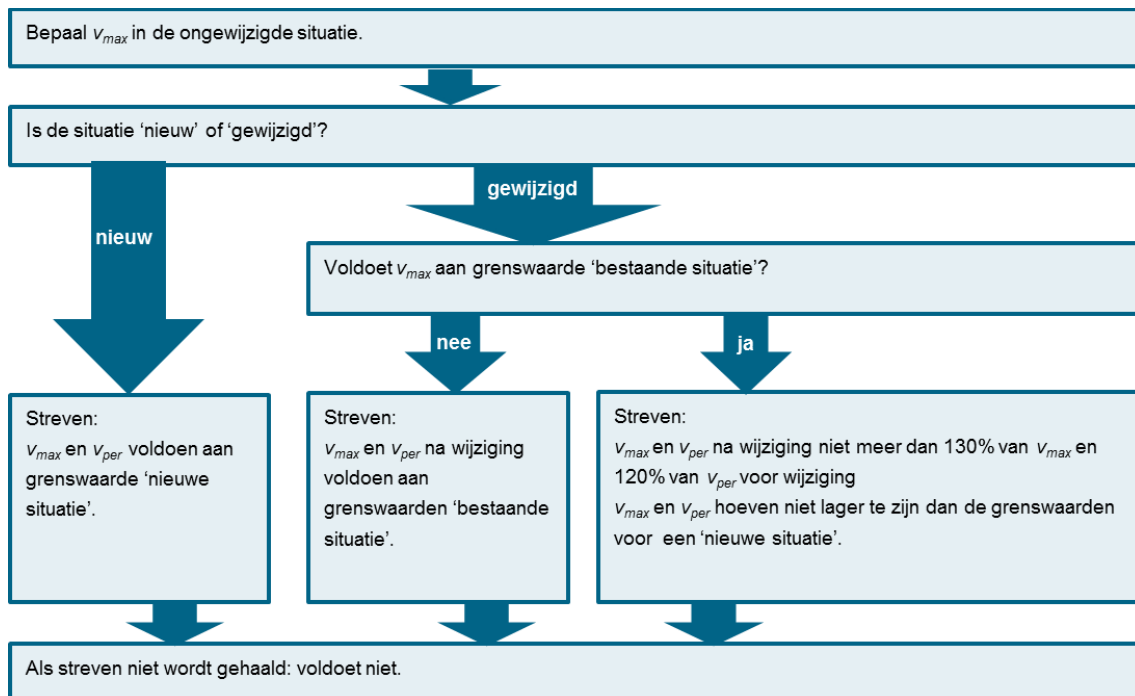 Bepaal vmax in de ongewijzigde situatie.
Is de situatie ‘nieuw’ of ‘gewijzigd’?
gewijzigd
nieuw
Voldoet vmax aan grenswaarde ‘bestaande situatie’?
nee
ja
Streven:
vmax en vper voldoen aan
grenswaarde ‘nieuwe
situatie’.
Streven:
vmax en vper na wijziging
voldoen aan
grenswaarden ‘bestaande
situatie’.
Streven:
vmax en vper na wijziging niet meer dan 130% van vmax en
120% van vper voor wijziging
vmax en vper hoeven niet lager te zijn dan de grenswaarden
voor een ‘nieuwe situatie’.
Als streven niet wordt gehaald: voldoet niet.